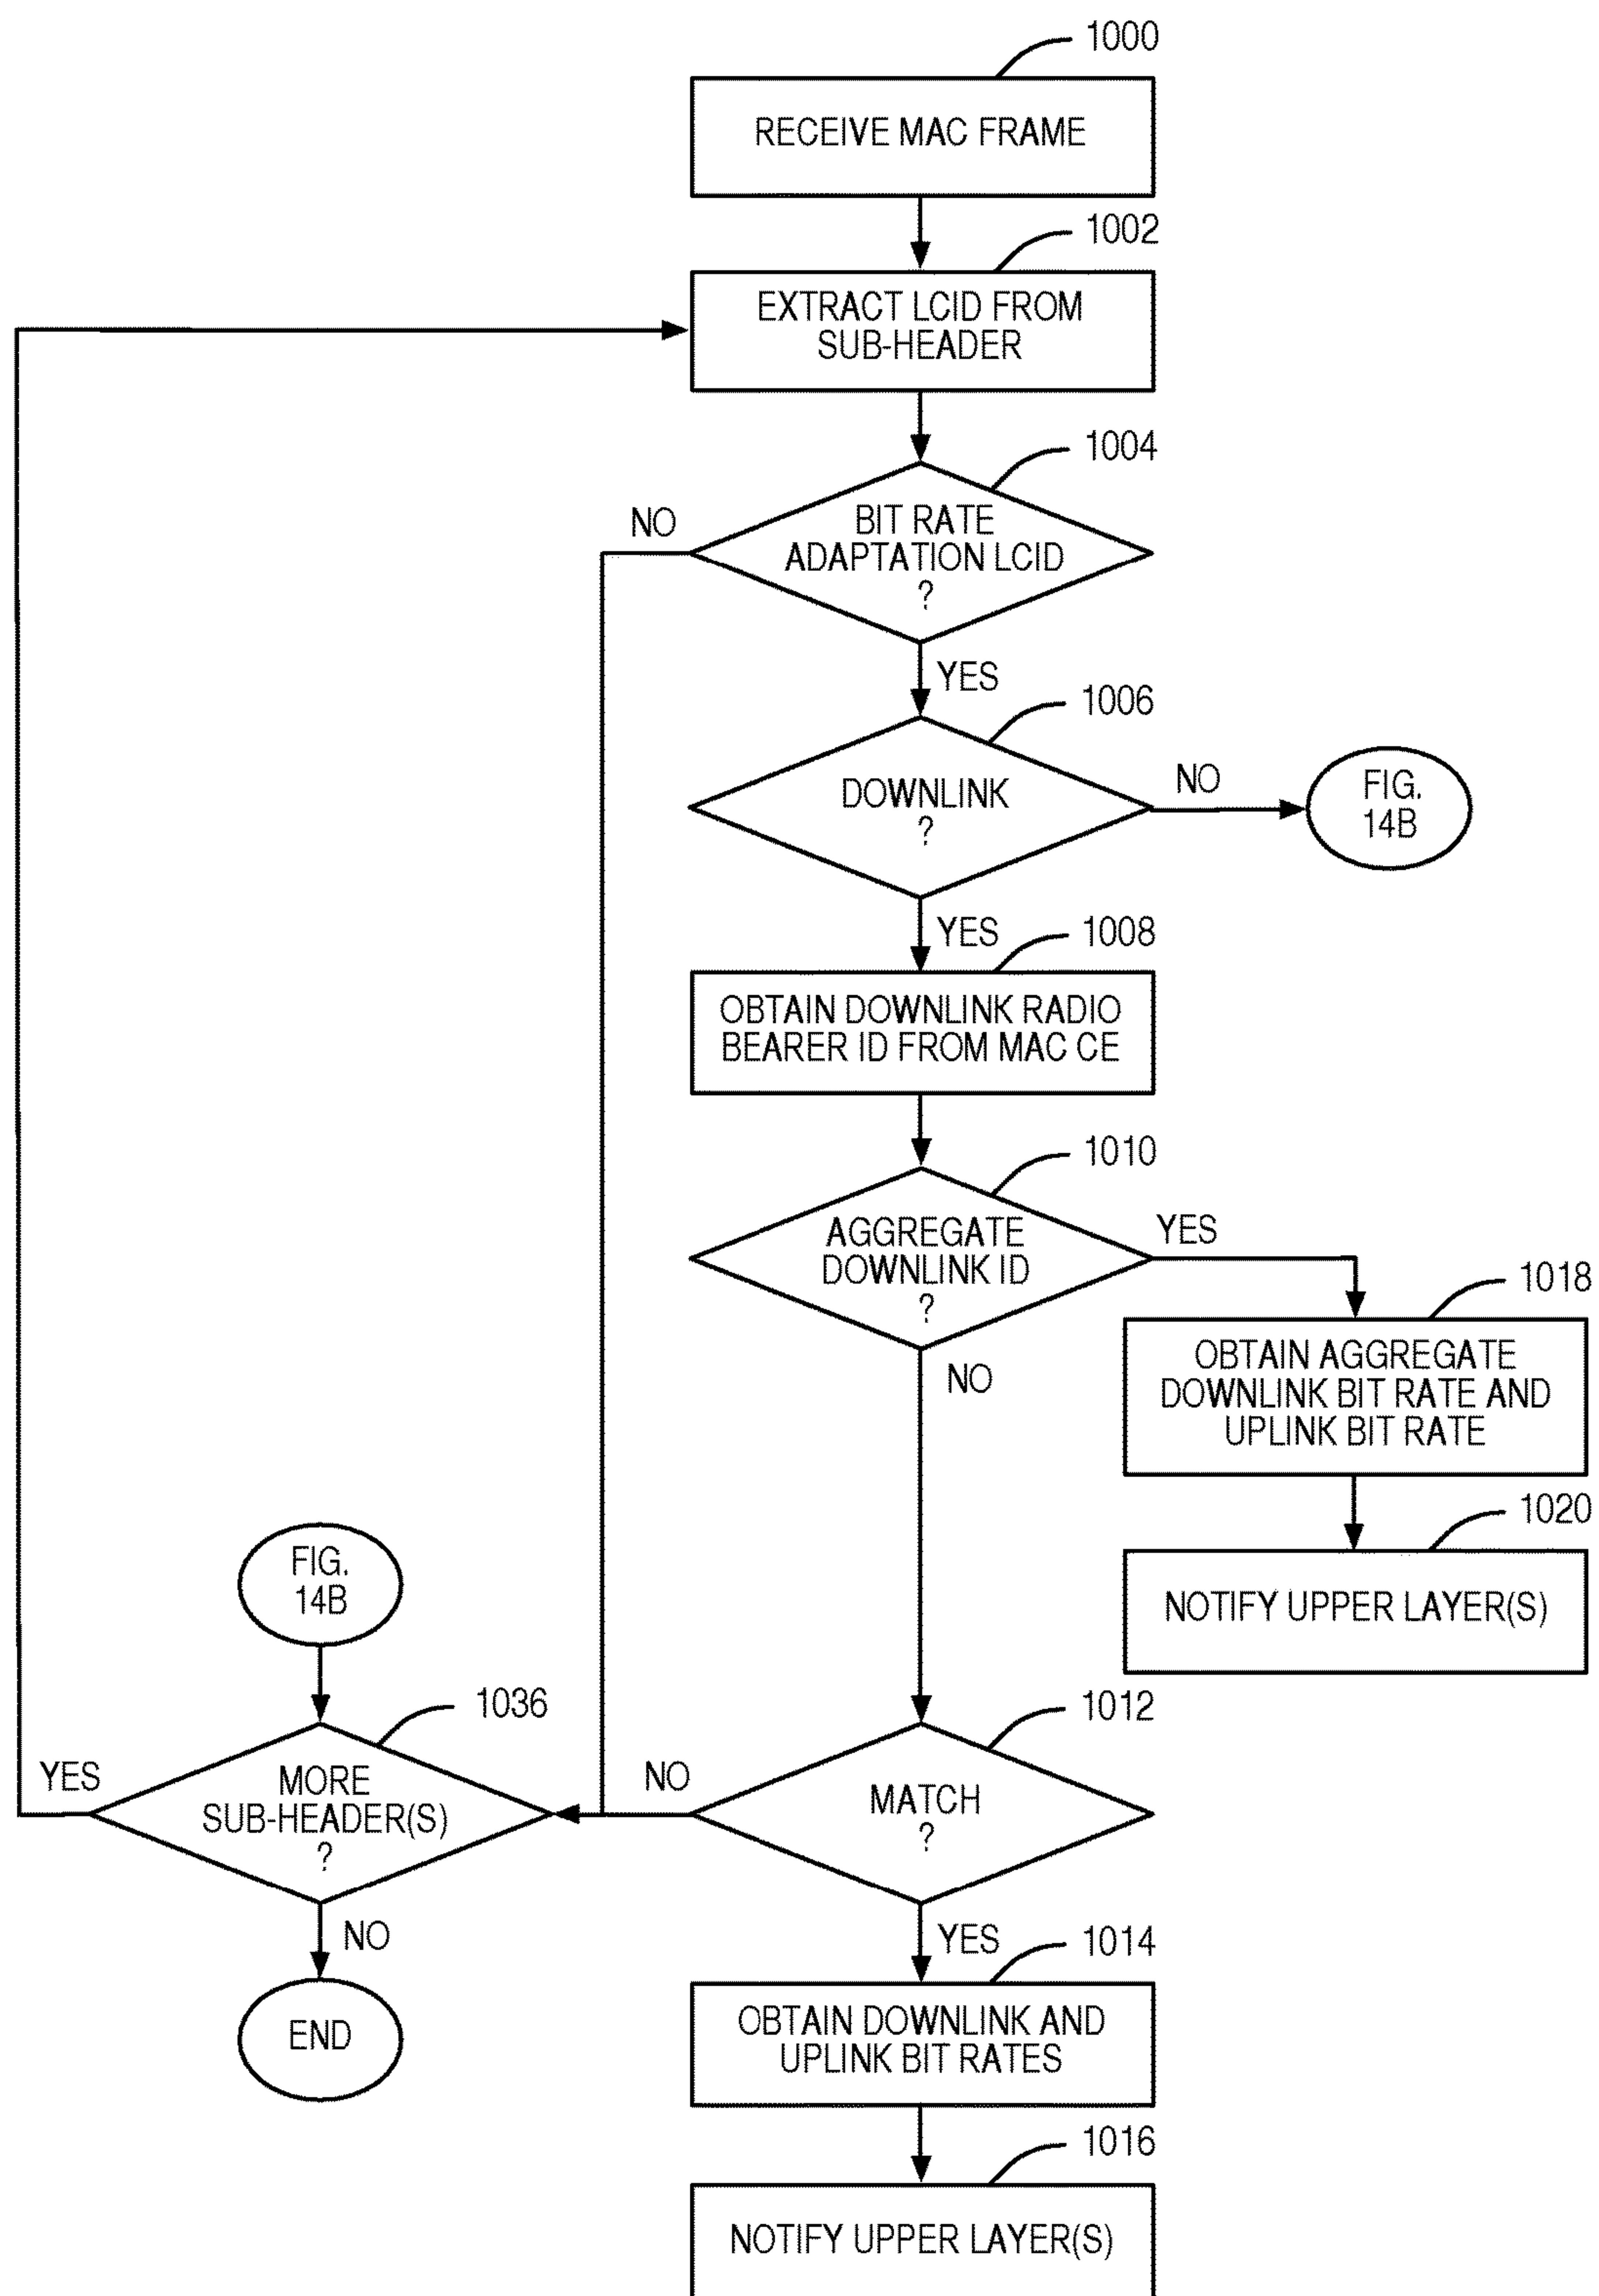 1000
RECEIVE MAC FRAME
1002
EXTRACT LCID FROM
SUB-HEADER
1004
NO
BIT RATE
ADAPTATION LCID
?
YES
1006
DOWNLINK
?
NO
FIG.
14B
YES
1008
OBTAIN DOWNLINK RADIO
BEARER ID FROM MAC CE
1010
AGGREGATE
DOWNLINK ID
?
YES
NO
1018
OBTAIN AGGREGATE
DOWNLINK BIT RATE AND
UPLINK BIT RATE
1020
NOTIFY UPPER LAYER(S)
FIG.
14B
1036
YES
MORE
SUB-HEADER(S)
?
NO
END
1012
NO
MATCH
?
YES
1014
OBTAIN DOWNLINK AND
UPLINK BIT RATES
1016
NOTIFY UPPER LAYER(S)